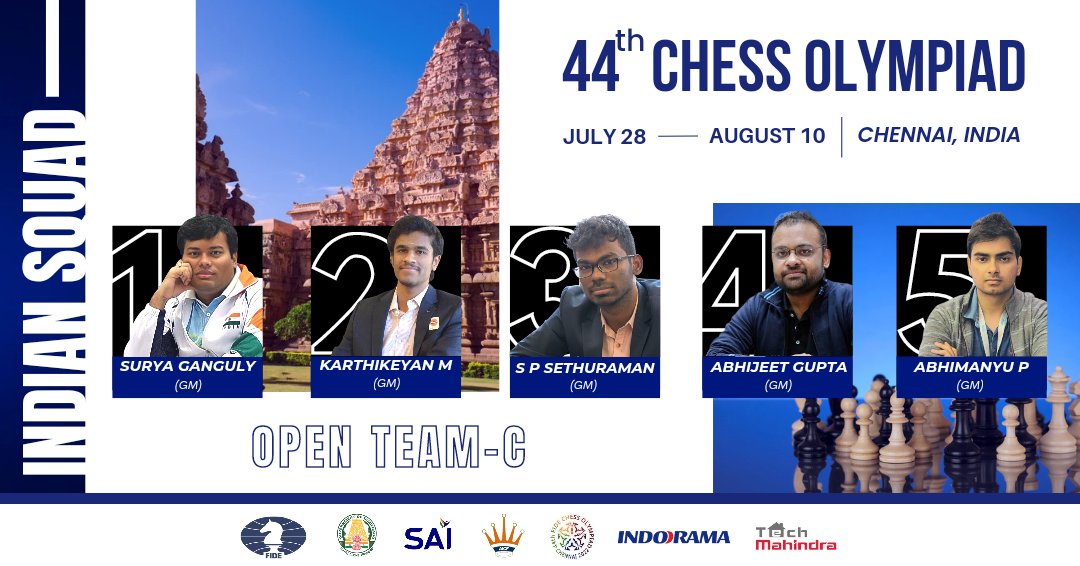 INDIAN SQUAD
44th CHESS OLYMPIAD
JULY 28 — AUGUST 10 | CHENNAI, INDIA
1
2
3
4
5
SURYA GANGULY
(GM)
KARTHIKEYAN M
(GM)
S P SETHURAMAN
(GM)
ABHIJEET GUPTA
(GM)
ABHIMANYU P
(GM)
OPEN TEAM-C
FIDE
SAI
INDORAMA
Tech
Mahindra